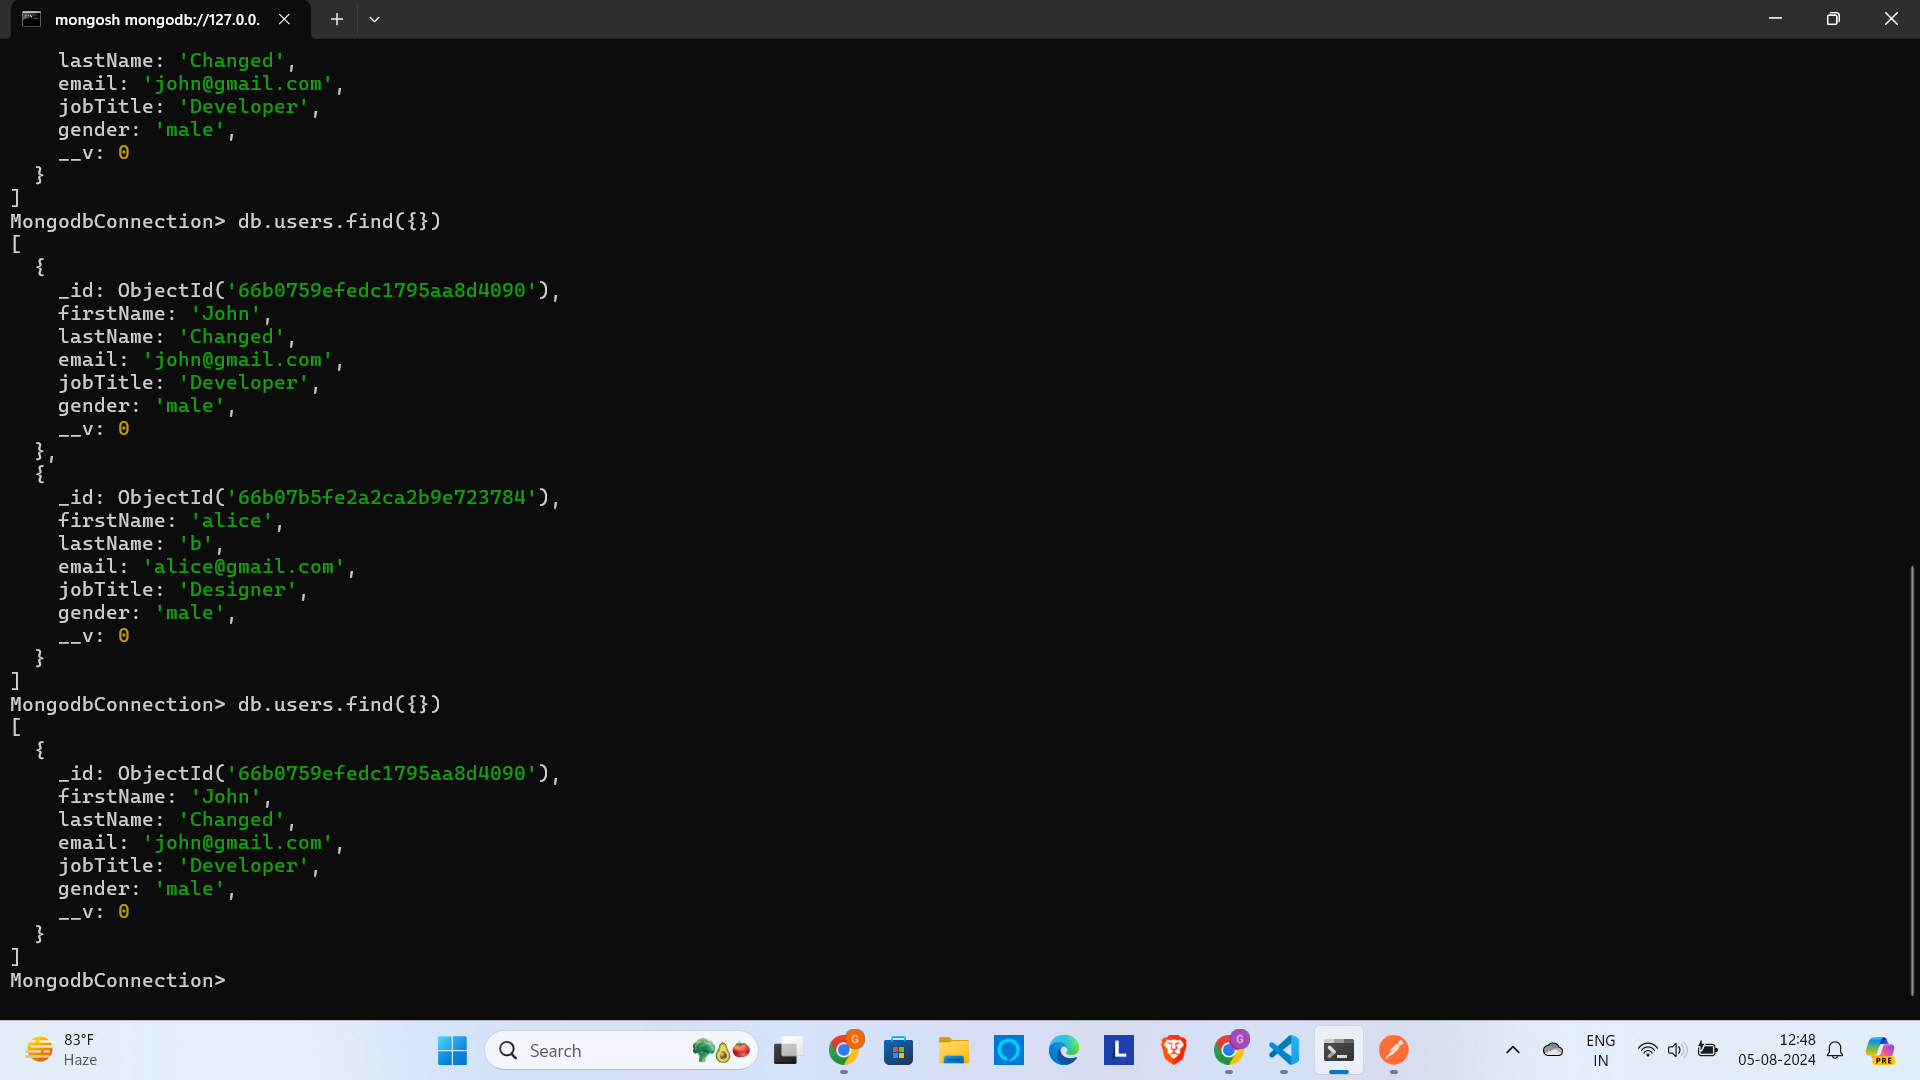 mongosh mongodb://127.0.0.
    lastName: 'Changed',
    email: 'john@gmail.com',
    jobTitle: 'Developer',
    gender: 'male',
    __v: 0
  }
]
MongodbConnection> db.users.find({})
[
  {
    _id: ObjectId('66b0759efedc1795aa8d4090'),
    firstName: 'John',
    lastName: 'Changed',
    email: 'john@gmail.com',
    jobTitle: 'Developer',
    gender: 'male',
    __v: 0
  },
  {
    _id: ObjectId('66b07b5fe2a2ca2b9e723784'),
    firstName: 'alice',
    lastName: 'b',
    email: 'alice@gmail.com',
    jobTitle: 'Designer',
    gender: 'male',
    __v: 0
  }
]
MongodbConnection> db.users.find({})
[
  {
    _id: ObjectId('66b0759efedc1795aa8d4090'),
    firstName: 'John',
    lastName: 'Changed',
    email: 'john@gmail.com',
    jobTitle: 'Developer',
    gender: 'male',
    __v: 0
  }
]
MongodbConnection>
83°F
Haze
Search
G
L
G
ENG
IN
12:48
05-08-2024
PRE